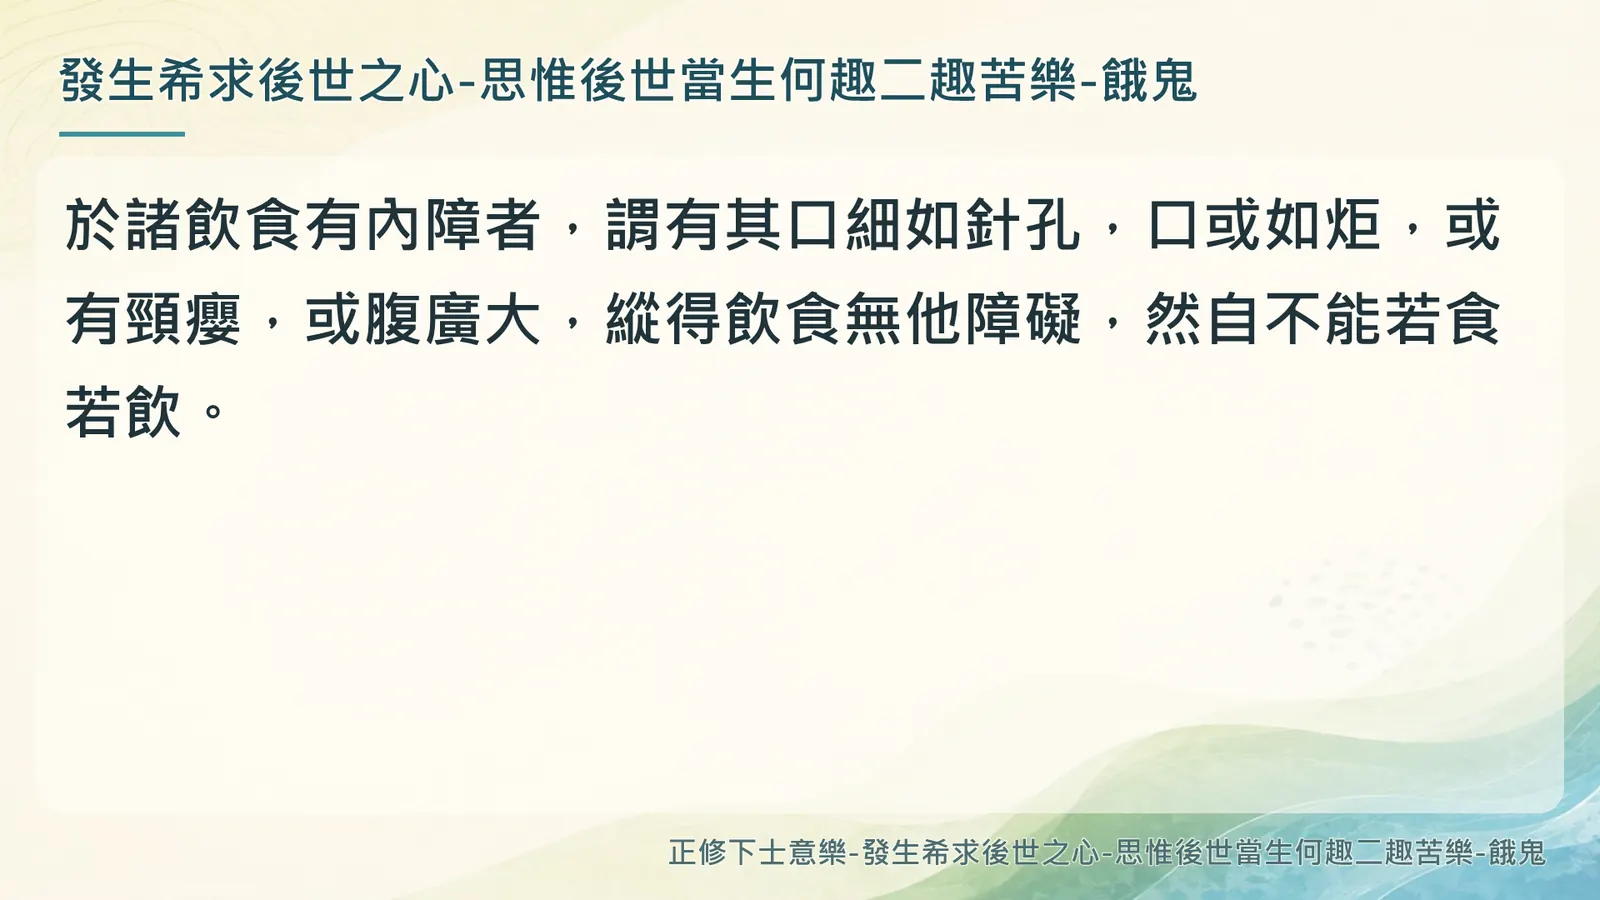 發生希求後世之心-思惟後世當生何趣二趣苦樂-餓鬼
於諸飲食有內障者，謂有其口細如針孔，口或如炬，或
有頸癭，或腹廣大，縱得飲食無他障礙，然自不能若食
若飲。
正修下士意樂-發生希求後世之心-思惟後世當生何趣二趣苦樂-餓鬼